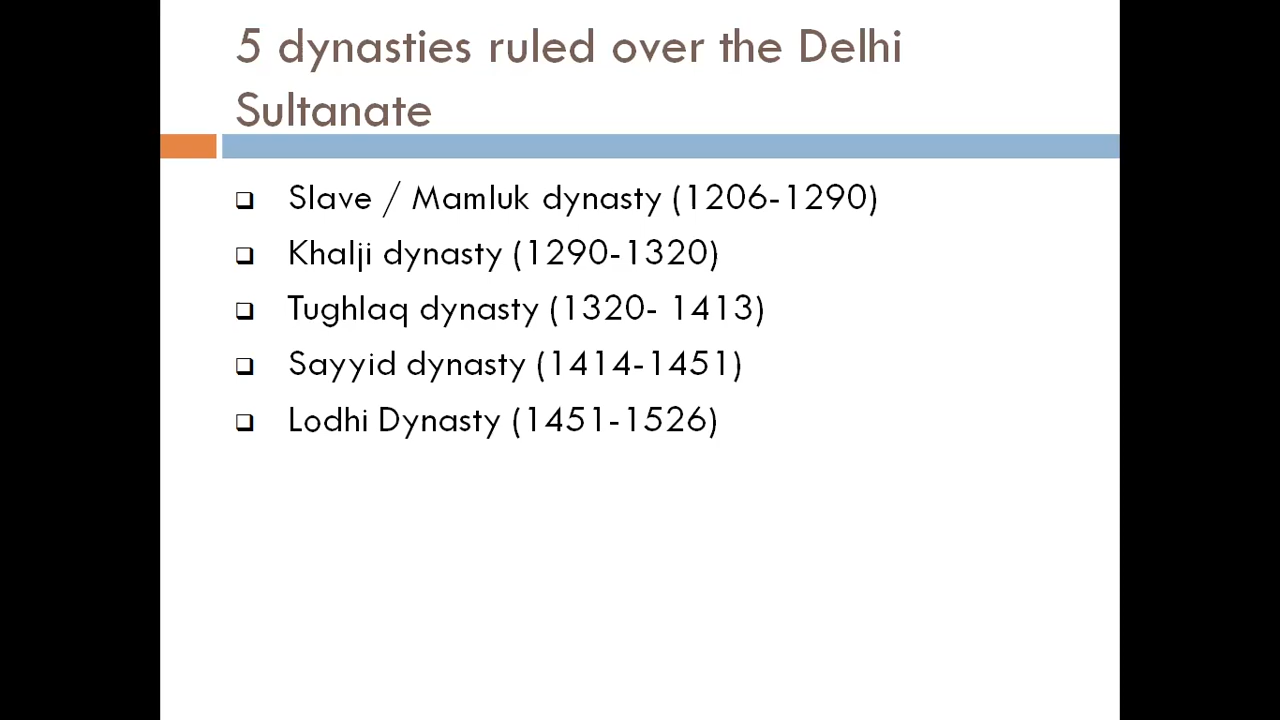 5 dynasties ruled over the Delhi
Sultanate
Slave / Mamluk dynasty (1206-1290)
Khalji dynasty (1290-1320)
Tughlaq dynasty (1320- 1413)
Sayyid dynasty (1414-1451)
Lodhi Dynasty (1451-1526)